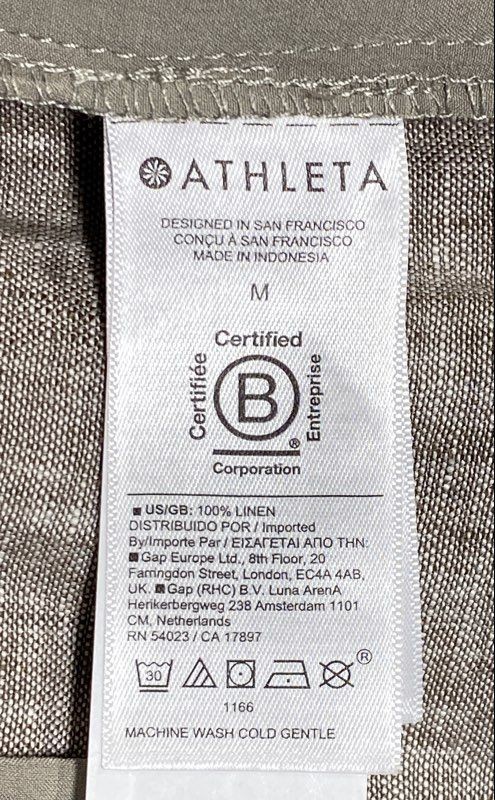 ATHLETA
DESIGNED IN SAN FRANCISCO
CONÇU À SAN FRANCISCO
MADE IN INDONESIA
M
Certified
Certifiée
B
Entreprise
®
Corporation
■ US/GB: 100% LINEN
DISTRIBUIDO POR / Imported
By/Importe Par / ΕΙΣΑΓΕΤΑΙ ΑΠΟ ΤΗΝ:
■ Gap Europe Ltd., 8th Floor, 20
Farringdon Street, London, EC4A 4AB,
UK. ■ Gap (RHC) B.V. Luna ArenA
Herikerbergweg 238 Amsterdam 1101
CM, Netherlands
RN 54023 / CA 17897
30 ®
1166
MACHINE WASH COLD GENTLE